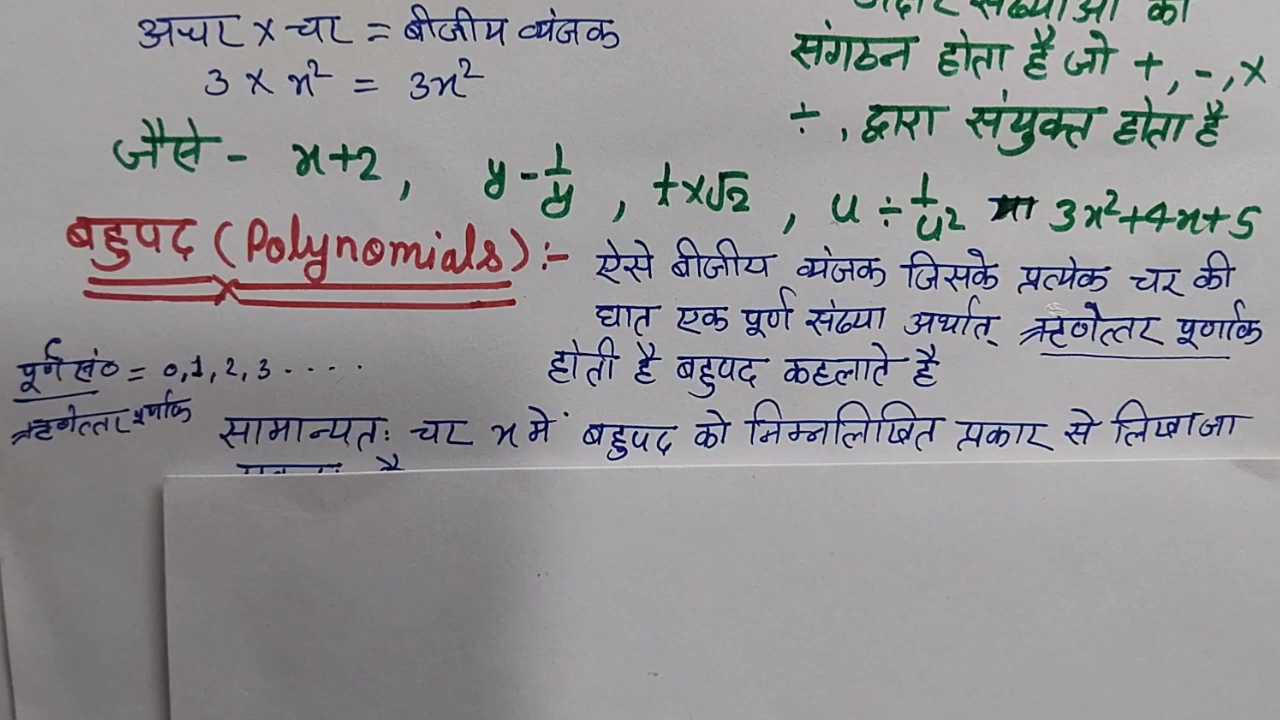 अचर × चर = बीजीय व्यंजक
3 × x² = 3x²
संख्याओं का
संगठन होता है जो +, -, ×
÷, द्वारा संयुक्त होता है
जैसे - x+2, y - 1/y, t×√2, u ÷ 1/u² या 3x²+4x+5
बहुपद (Polynomials) :- ऐसे बीजीय व्यंजक जिसके प्रत्येक चर की
घात एक पूर्ण संख्या अर्थात् ऋणेत्तर पूर्णांक
होती है बहुपद कहलाते है
पूर्ण सं० = 0, 1, 2, 3 .....
ऋणेत्तर पूर्णांक
सामान्यतः चर x में बहुपद को निम्नलिखित प्रकार से लिखा जा